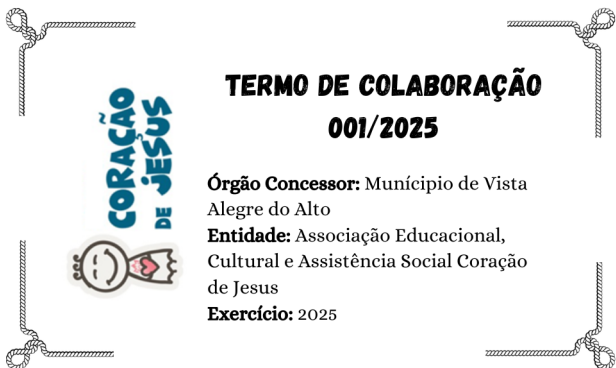 CORAÇÃO
DE JESUS
TERMO DE COLABORAÇÃO
001/2025
Órgão Concessor: Munícipio de Vista
Alegre do Alto
Entidade: Associação Educacional,
Cultural e Assistência Social Coração
de Jesus
Exercício: 2025